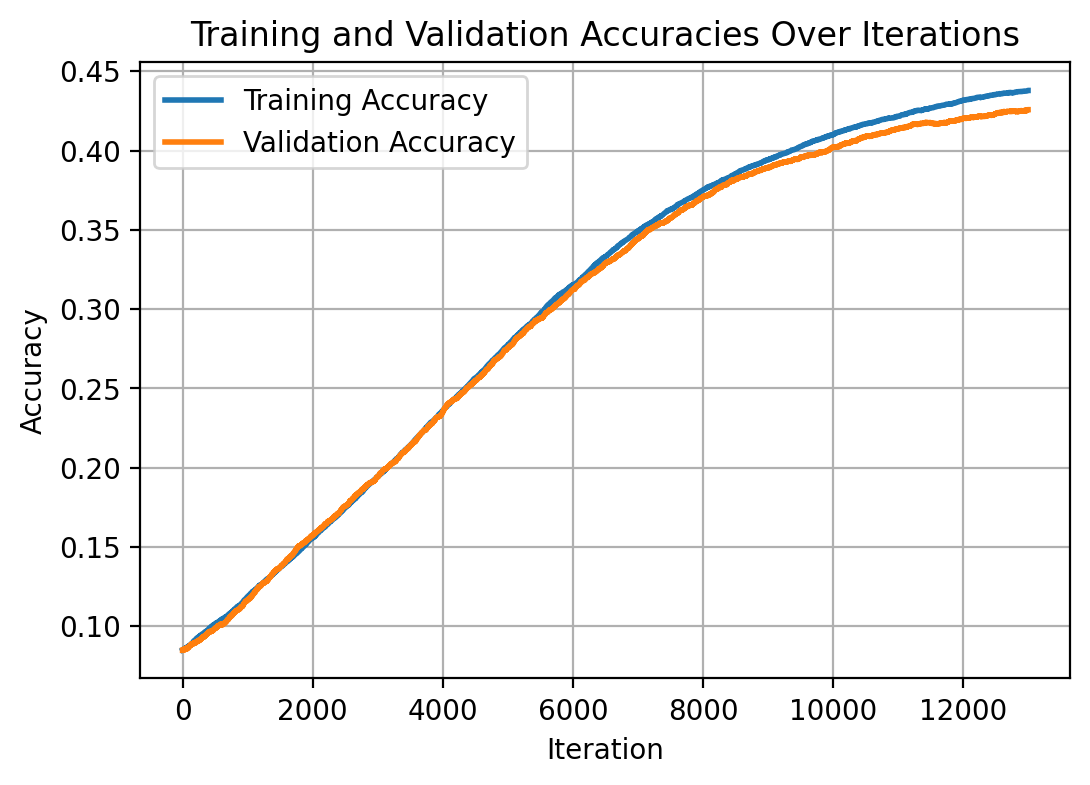 Training and Validation Accuracies Over Iterations
Training Accuracy
Validation Accuracy
0.45
0.40
0.35
0.30
0.25
0.20
0.15
0.10
Accuracy
0 2000 4000 6000 8000 10000 12000
Iteration